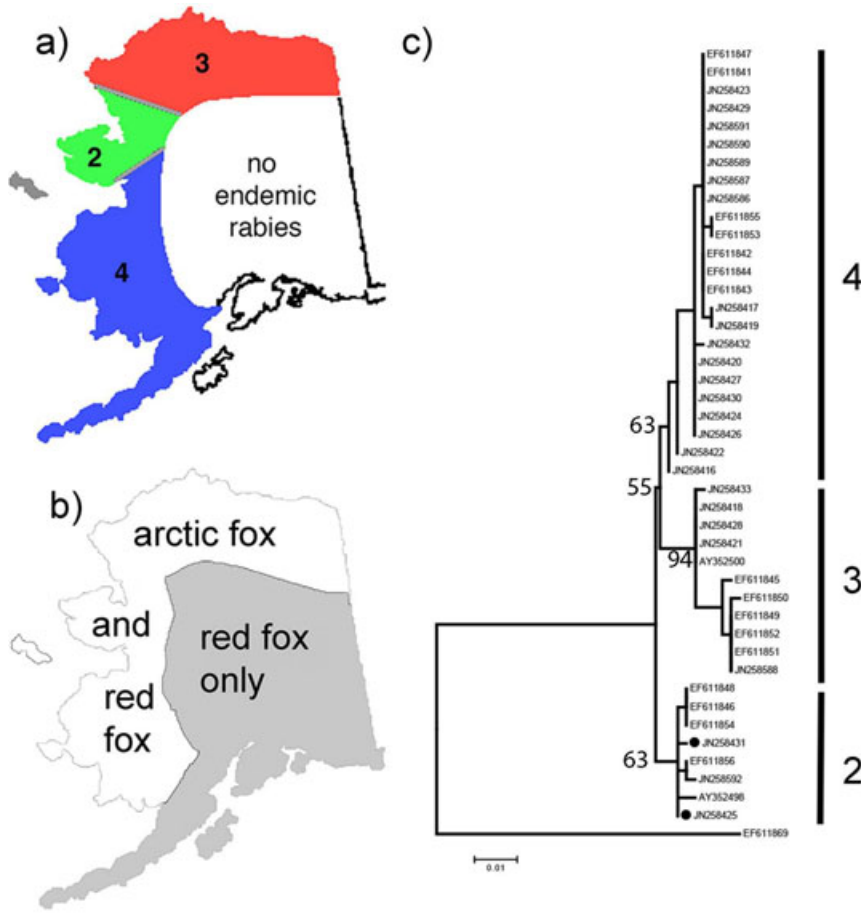 a)
3
2
no
endemic
rabies
4
b)
arctic fox
and
red
fox
red fox
only
c)
EF611847
EF611841
JN258423
JN258429
JN258591
JN258590
JN258589
JN258587
JN258586
EF611855
EF611853
EF611842
EF611844
EF611843
JN258417
JN258419
JN258432
JN258420
JN258427
JN258430
JN258424
JN258426
JN258422
JN258416
63
55
4
JN258433
JN258418
JN258428
JN258421
AY352500
94
EF611845
EF611850
EF611849
EF611852
EF611851
JN258588
3
EF611848
EF611846
EF611854
JN258431
EF611856
JN258592
AY352498
JN258425
63
2
EF611869
0.01